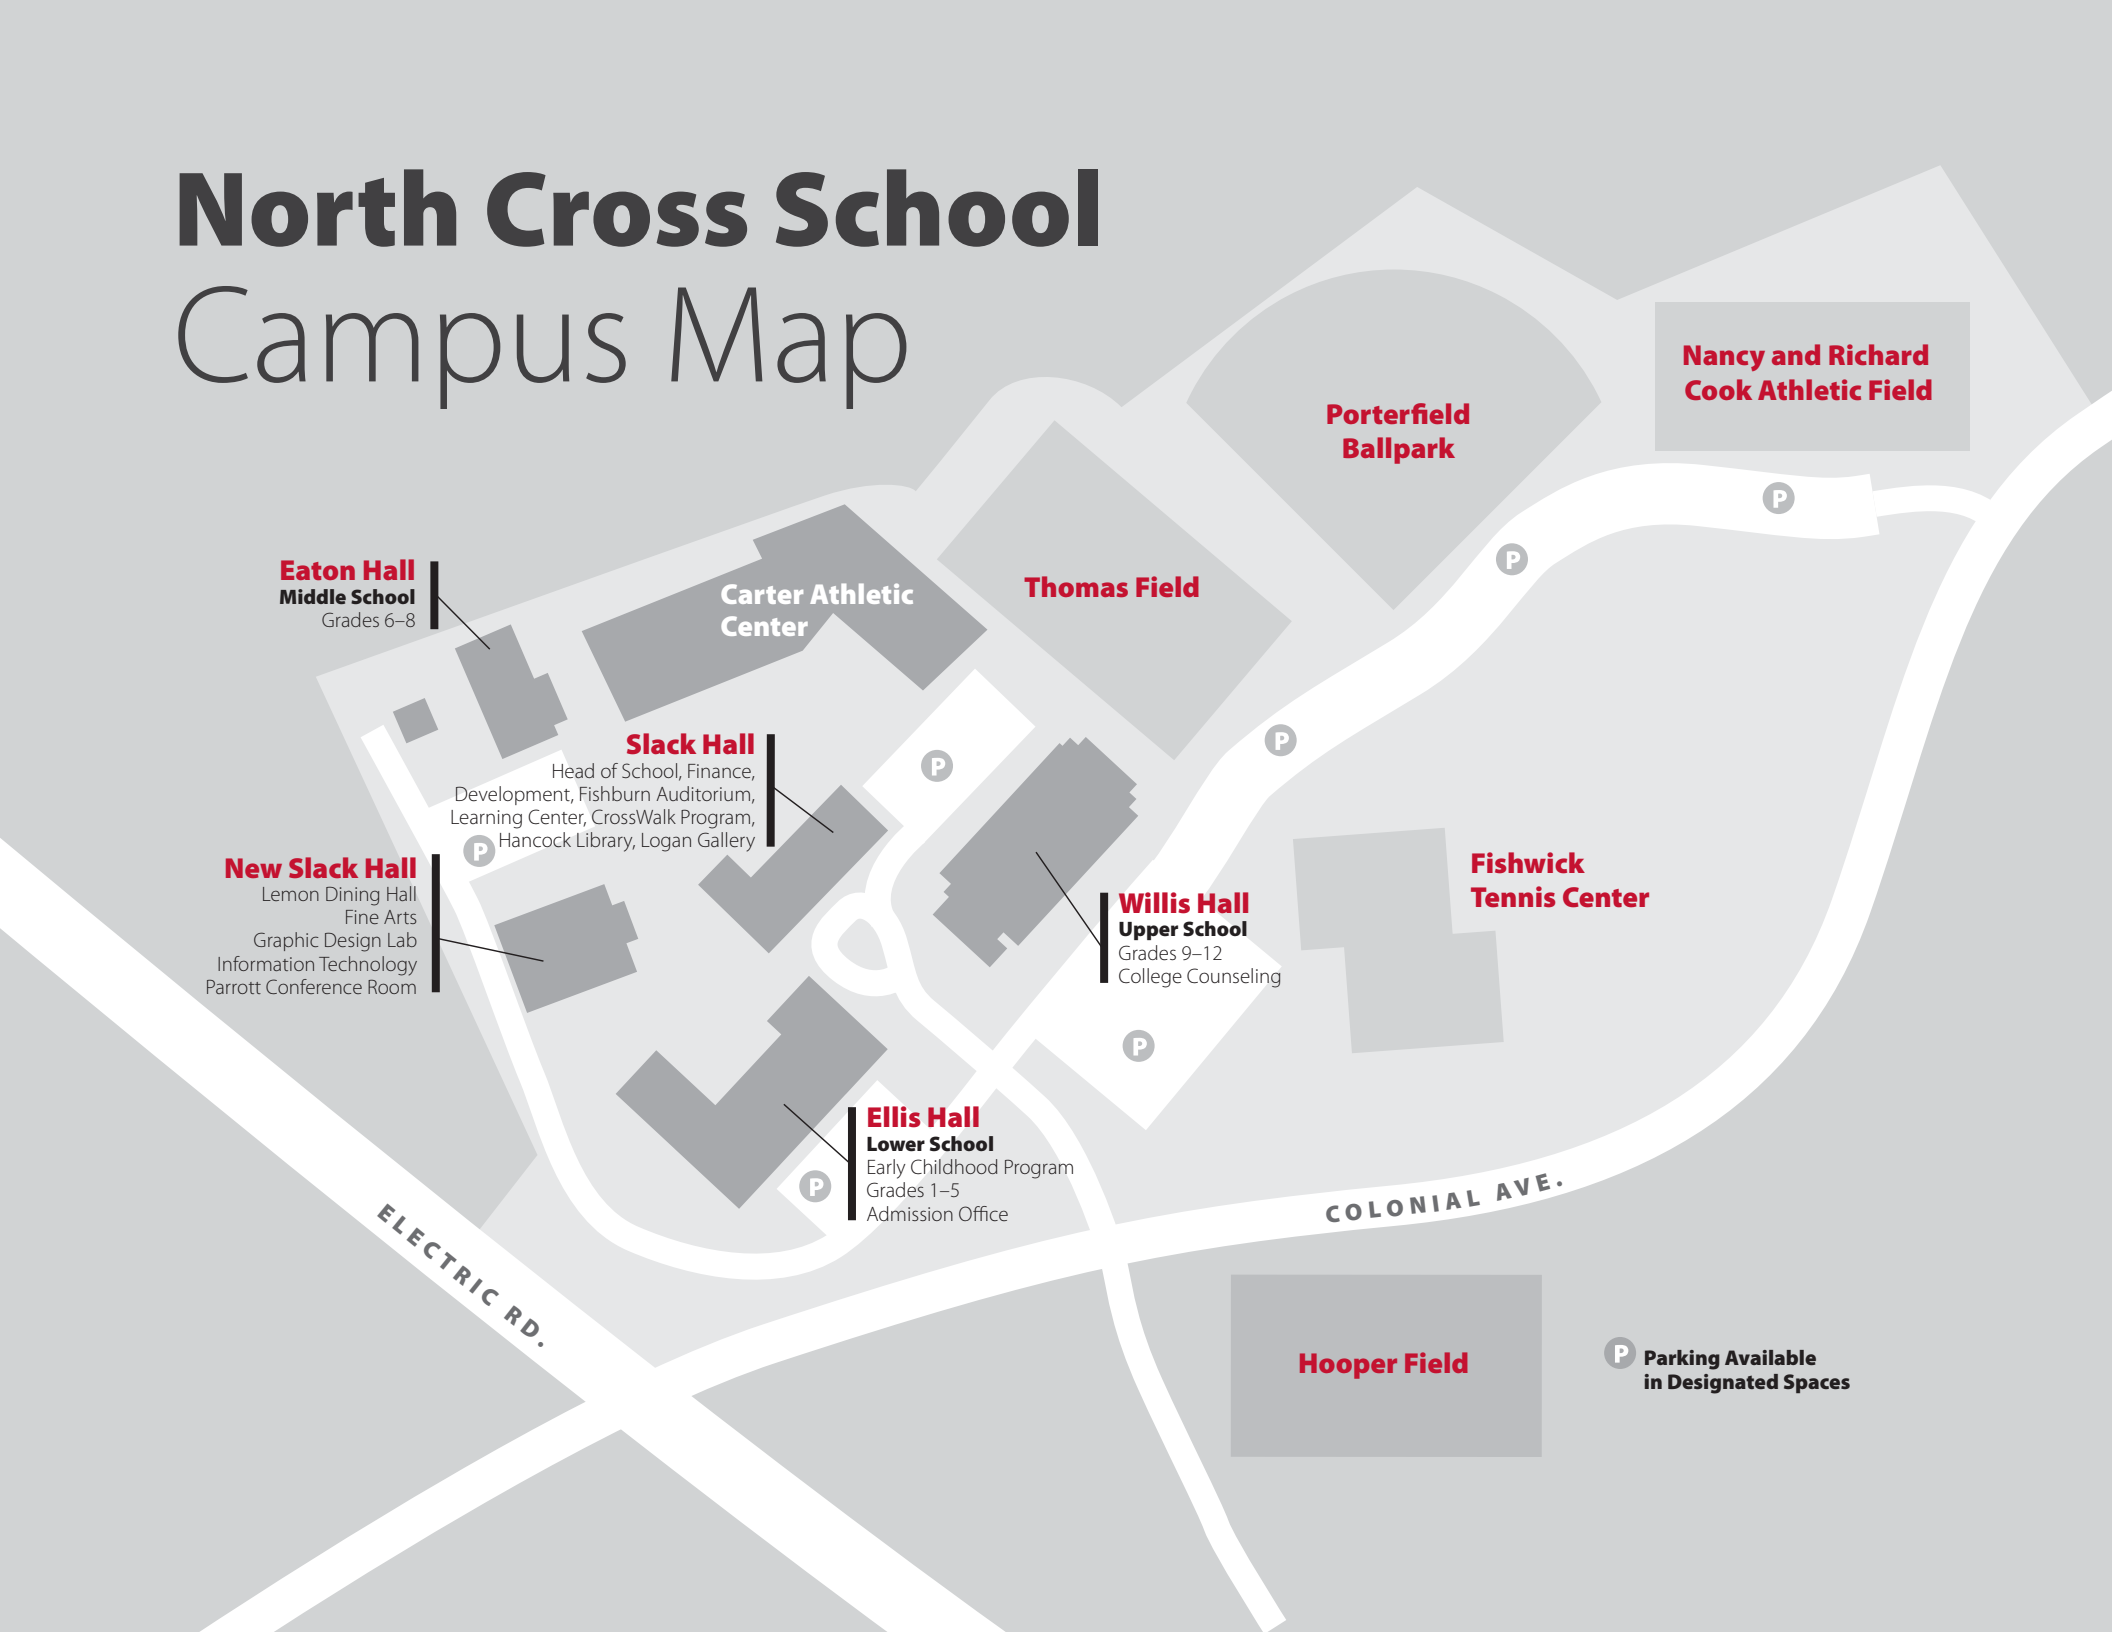 North Cross School
Campus Map
Nancy and Richard
Cook Athletic Field
Porterfield
Ballpark
P
P
Eaton Hall
Middle School
Grades 6–8
Carter Athletic
Center
Thomas Field
Slack Hall
Head of School, Finance,
Development, Fishburn Auditorium,
Learning Center, CrossWalk Program,
Hancock Library, Logan Gallery
P
P
P
New Slack Hall
Lemon Dining Hall
Fine Arts
Graphic Design Lab
Information Technology
Parrott Conference Room
Willis Hall
Upper School
Grades 9–12
College Counseling
Fishwick
Tennis Center
P
Ellis Hall
Lower School
Early Childhood Program
Grades 1–5
Admission Office
P
ELECTRIC RD.
COLONIAL AVE.
Hooper Field
P Parking Available
in Designated Spaces